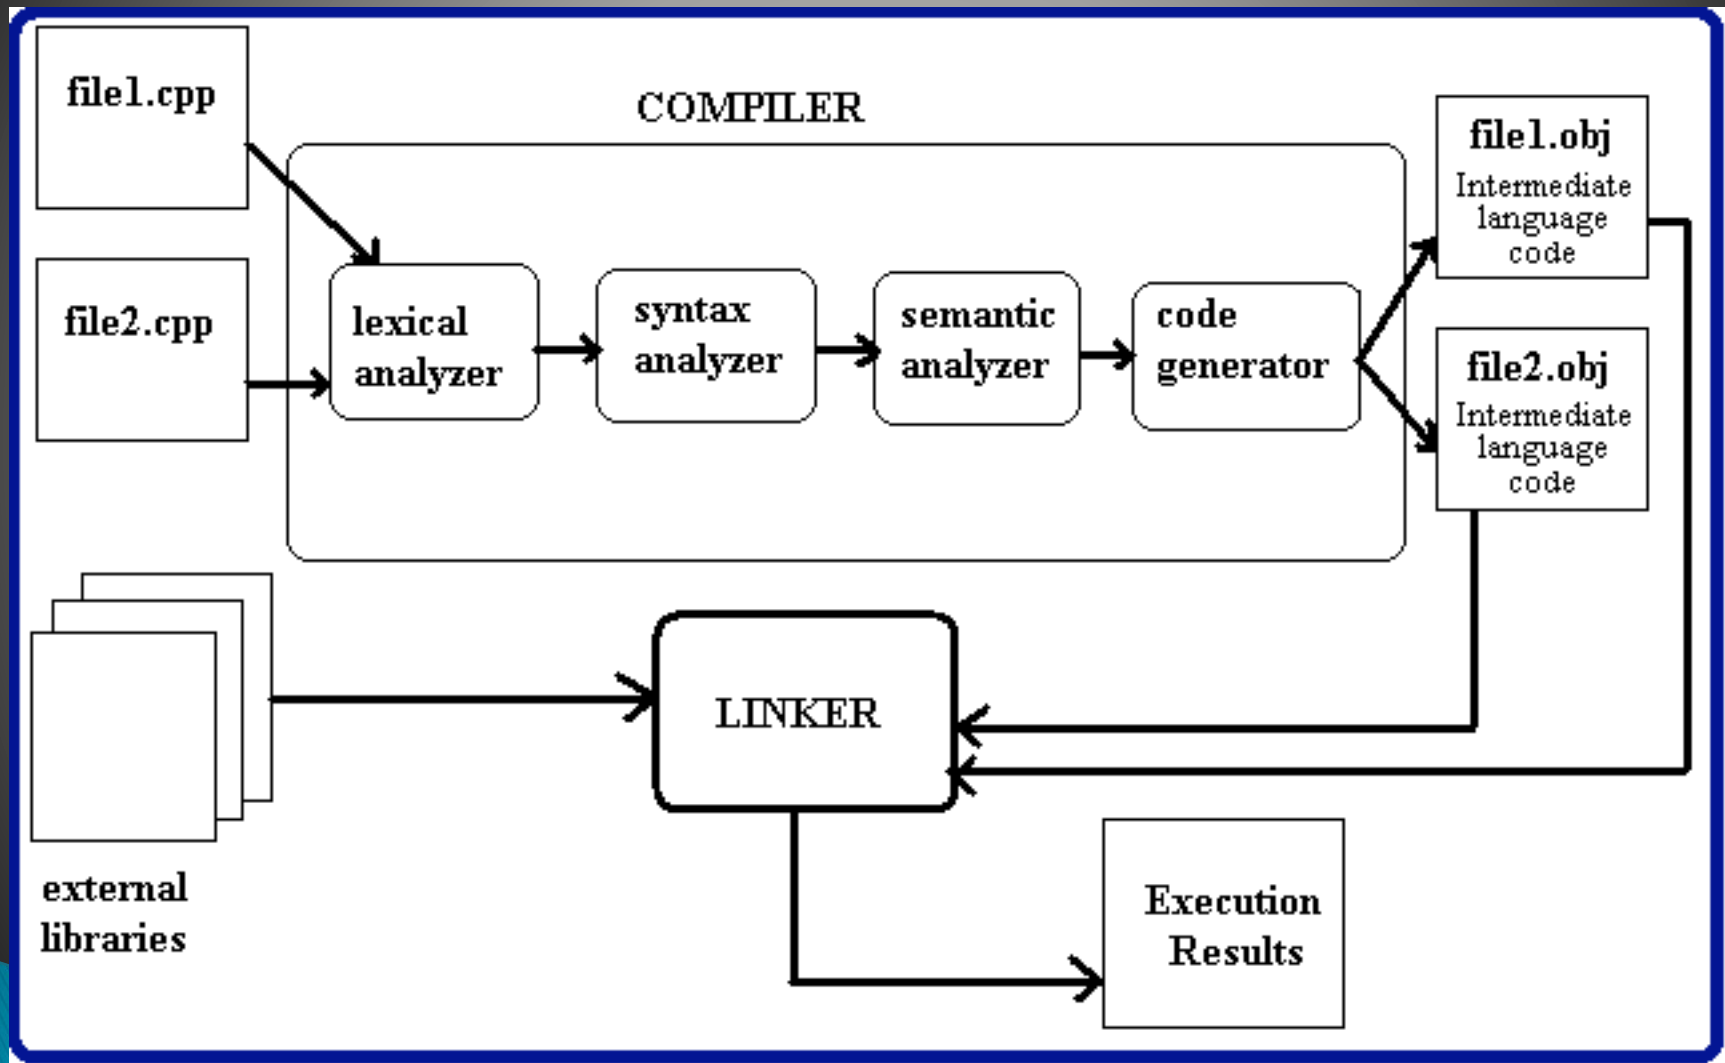 file1.cpp
COMPILER
file1.obj
Intermediate
language
code
file2.cpp
lexical
analyzer
syntax
analyzer
semantic
analyzer
code
generator
file2.obj
Intermediate
language
code
LINKER
external
libraries
Execution
Results